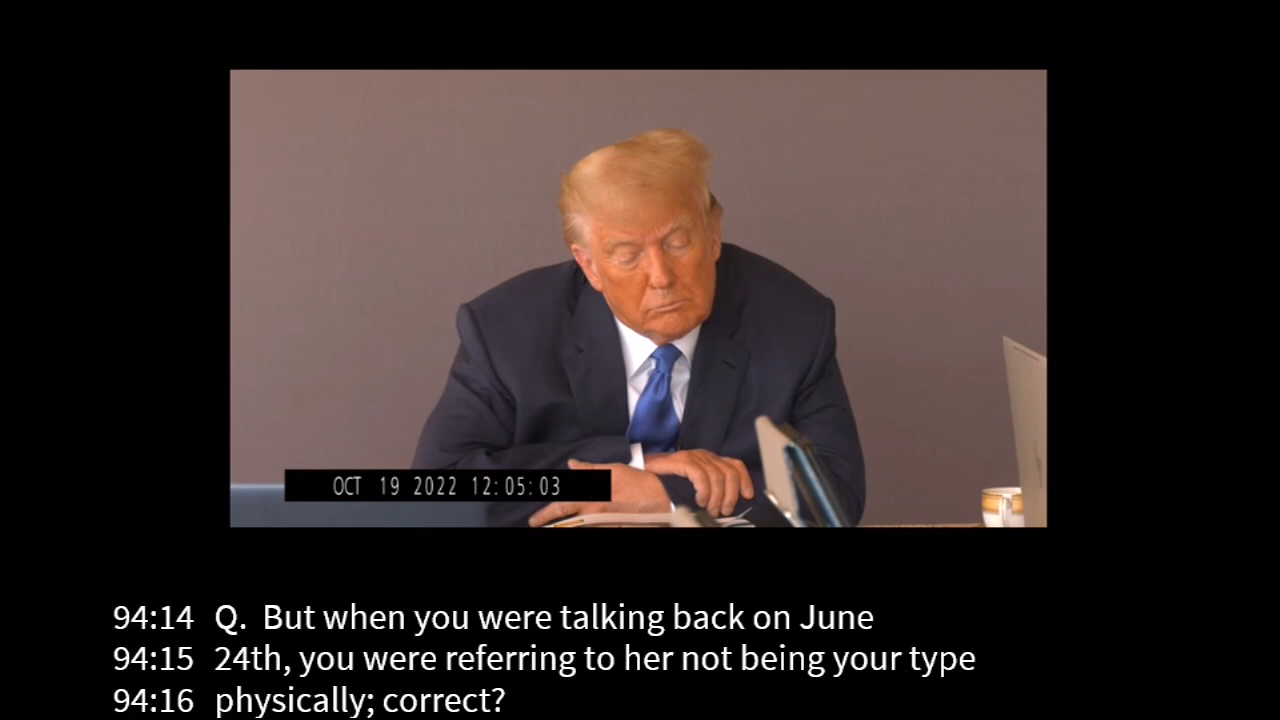 OCT 19 2022 12:05:03
94:14 Q. But when you were talking back on June
94:15 24th, you were referring to her not being your type
94:16 physically; correct?